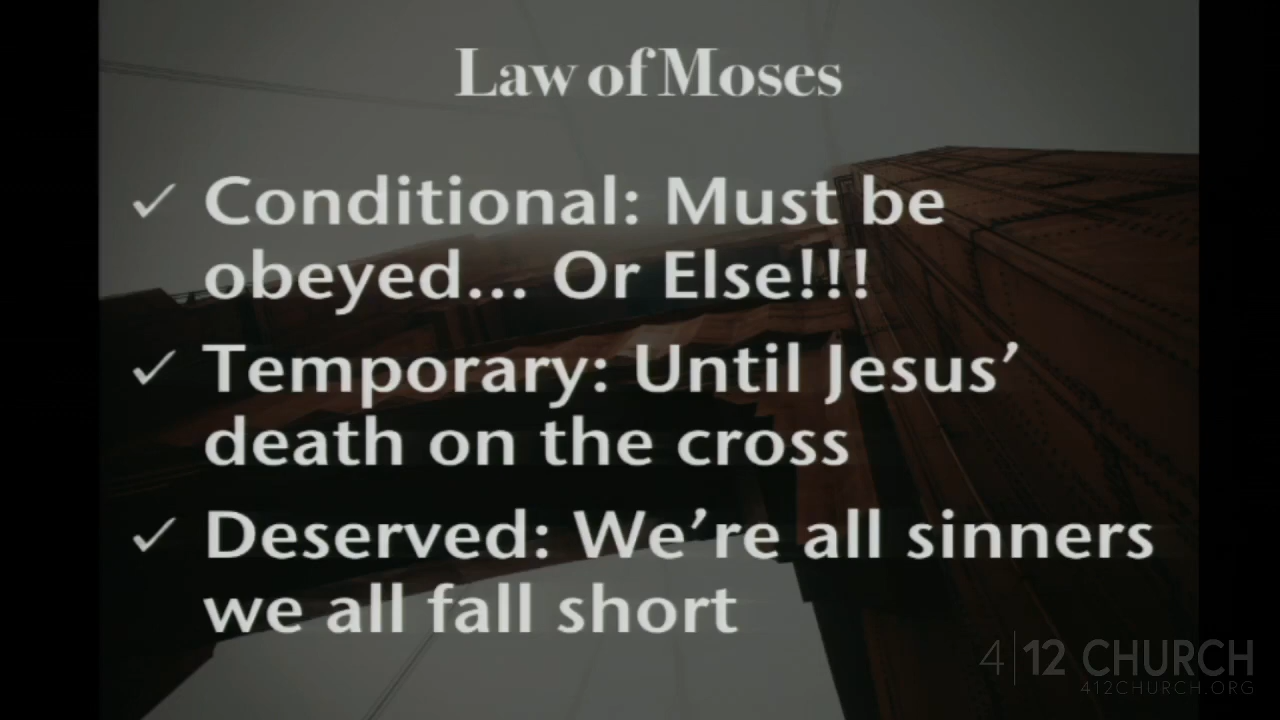 Law of Moses
✓ Conditional: Must be
obeyed... Or Else!!!
✓ Temporary: Until Jesus’
death on the cross
✓ Deserved: We’re all sinners
we all fall short
4|12 CHURCH
412CHURCH.ORG